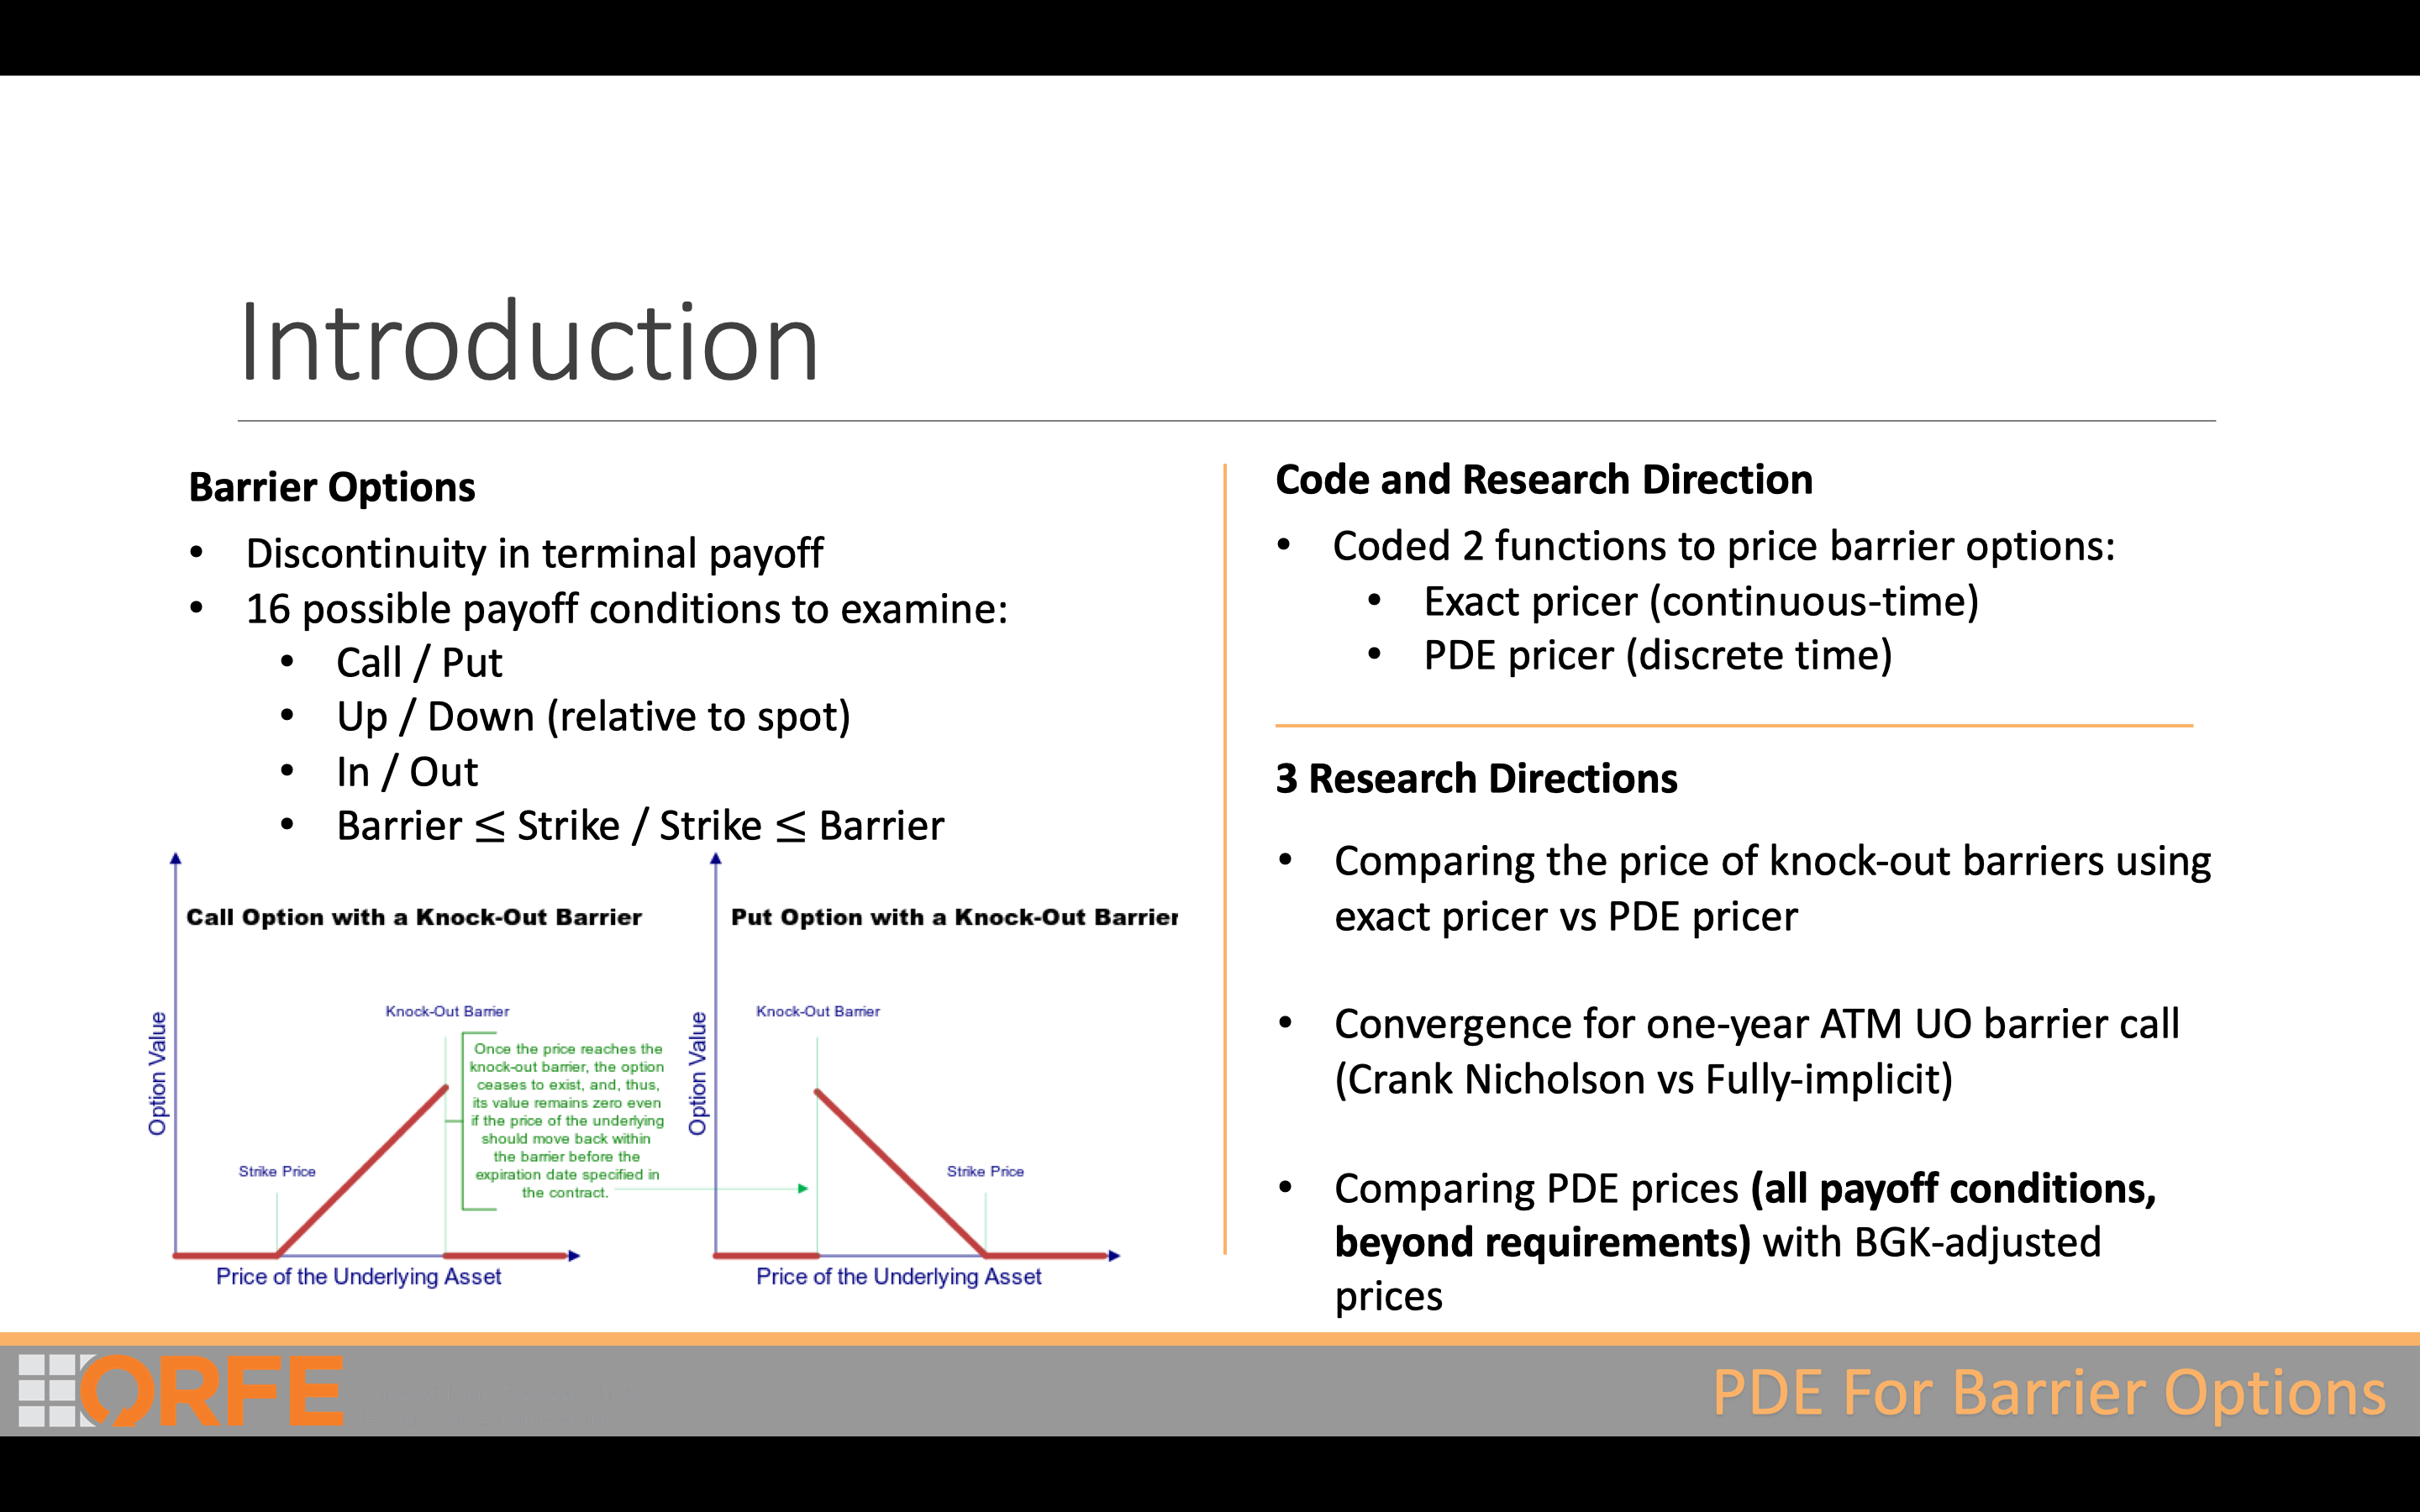 Introduction
Barrier Options
• Discontinuity in terminal payoff
• 16 possible payoff conditions to examine:
• Call / Put
• Up / Down (relative to spot)
• In / Out
• Barrier ≤ Strike / Strike ≤ Barrier
Call Option with a Knock-Out Barrier
Option Value
Knock-Out Barrier
Strike Price
Once the price reaches the
knock-out barrier, the option
ceases to exist, and, thus,
its value remains zero even
if the price of the underlying
should move back within
the barrier before the
expiration date specified in
the contract.
Price of the Underlying Asset
Put Option with a Knock-Out Barrier
Option Value
Knock-Out Barrier
Strike Price
Price of the Underlying Asset
Code and Research Direction
• Coded 2 functions to price barrier options:
• Exact pricer (continuous-time)
• PDE pricer (discrete time)
3 Research Directions
• Comparing the price of knock-out barriers using
exact pricer vs PDE pricer
• Convergence for one-year ATM UO barrier call
(Crank Nicholson vs Fully-implicit)
• Comparing PDE prices (all payoff conditions,
beyond requirements) with BGK-adjusted
prices
ORFE
PDE For Barrier Options